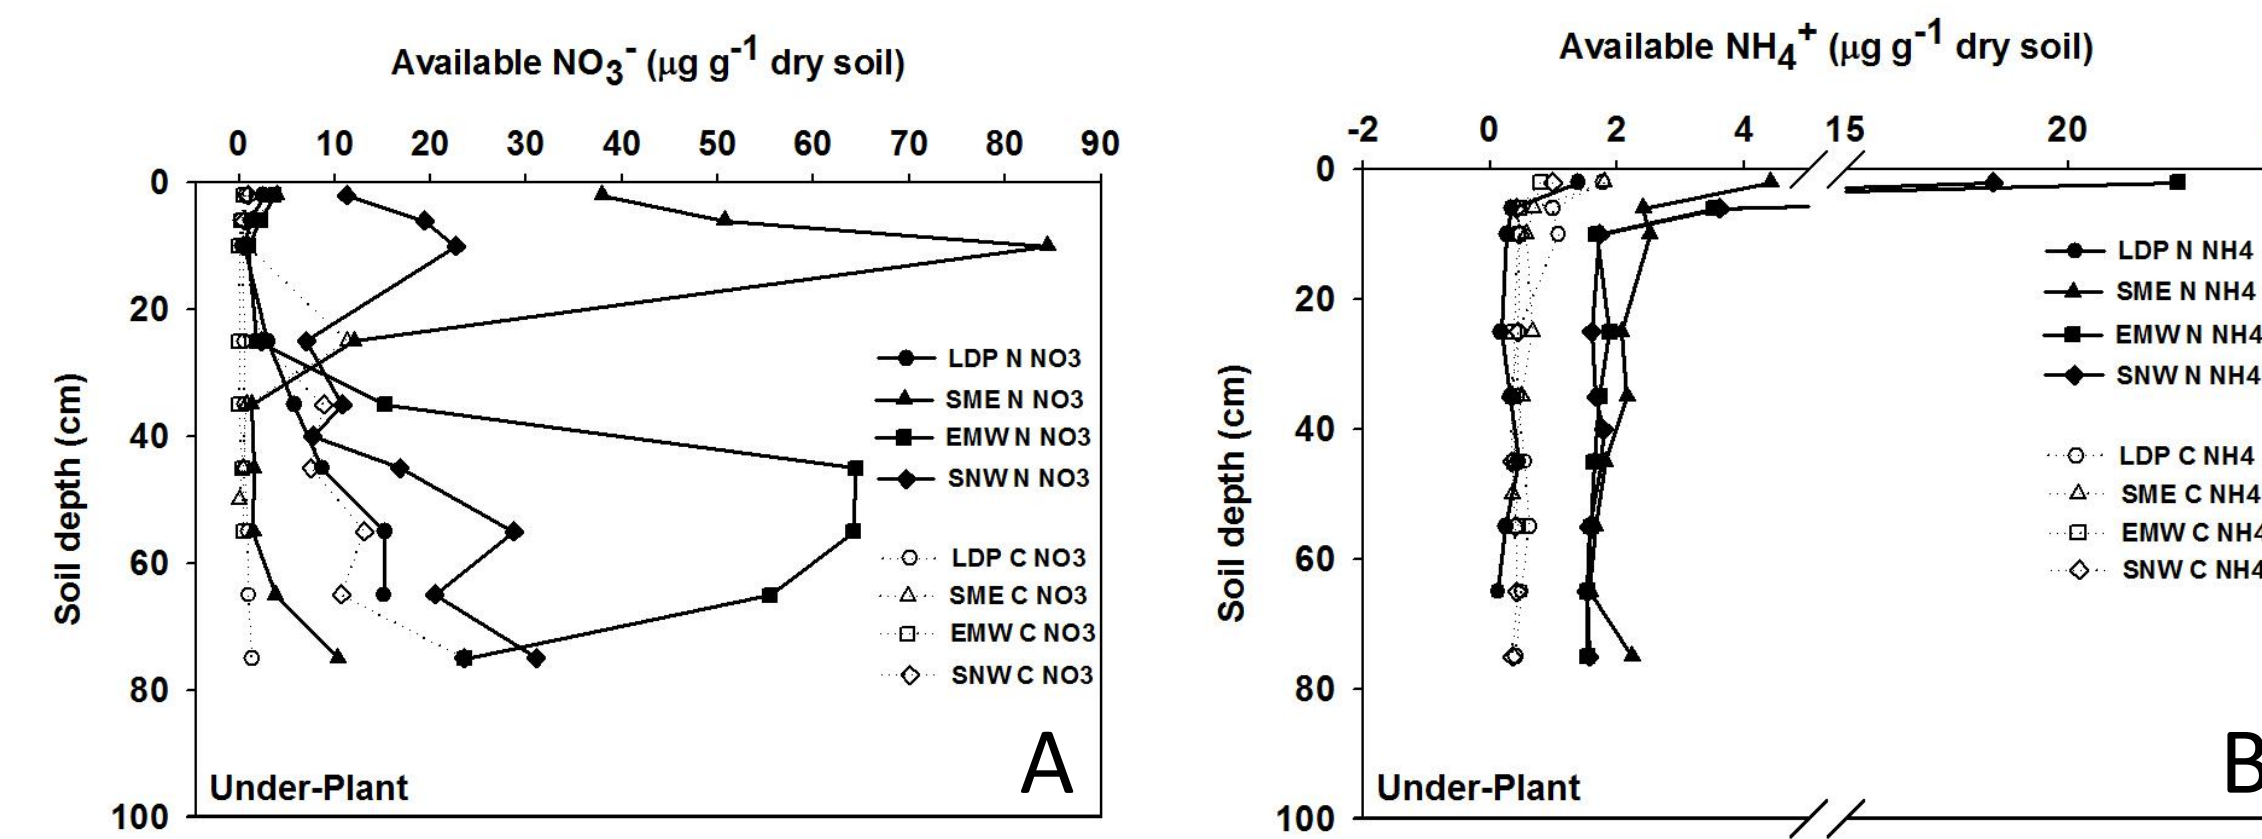 Available NO₃⁻ (µg g⁻¹ dry soil)
0 10 20 30 40 50 60 70 80 90
0
20
40
60
80
100
Soil depth (cm)
LDP N NO3
SME N NO3
EMW N NO3
SNW N NO3
LDP C NO3
SME C NO3
EMW C NO3
SNW C NO3
Under-Plant
A
Available NH₄⁺ (µg g⁻¹ dry soil)
-2 0 2 4 15 20
0
20
40
60
80
100
Soil depth (cm)
LDP N NH4
SME N NH4
EMW N NH4
SNW N NH4
LDP C NH4
SME C NH4
EMW C NH4
SNW C NH4
Under-Plant
B